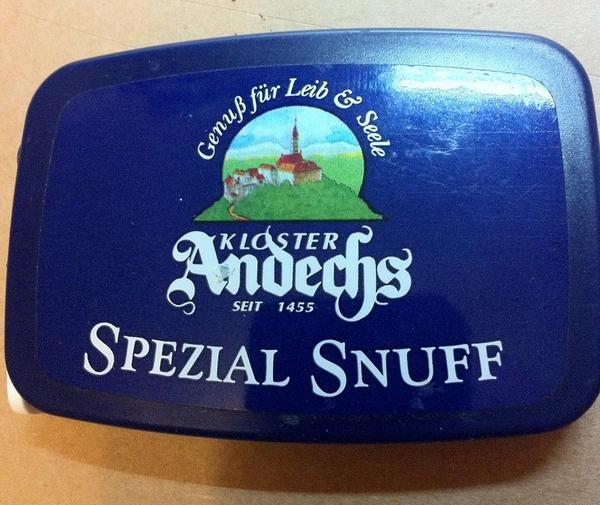 Genuß für Leib & Seele
KLOSTER
Andechs
SEIT 1455
SPEZIAL SNUFF